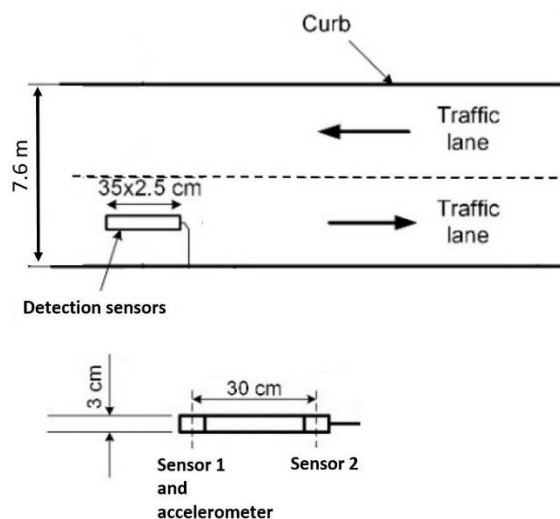 Curb
7.6 m
Traffic
lane
35x2.5 cm
Traffic
lane
Detection sensors
3 cm
30 cm
Sensor 1
and
accelerometer
Sensor 2